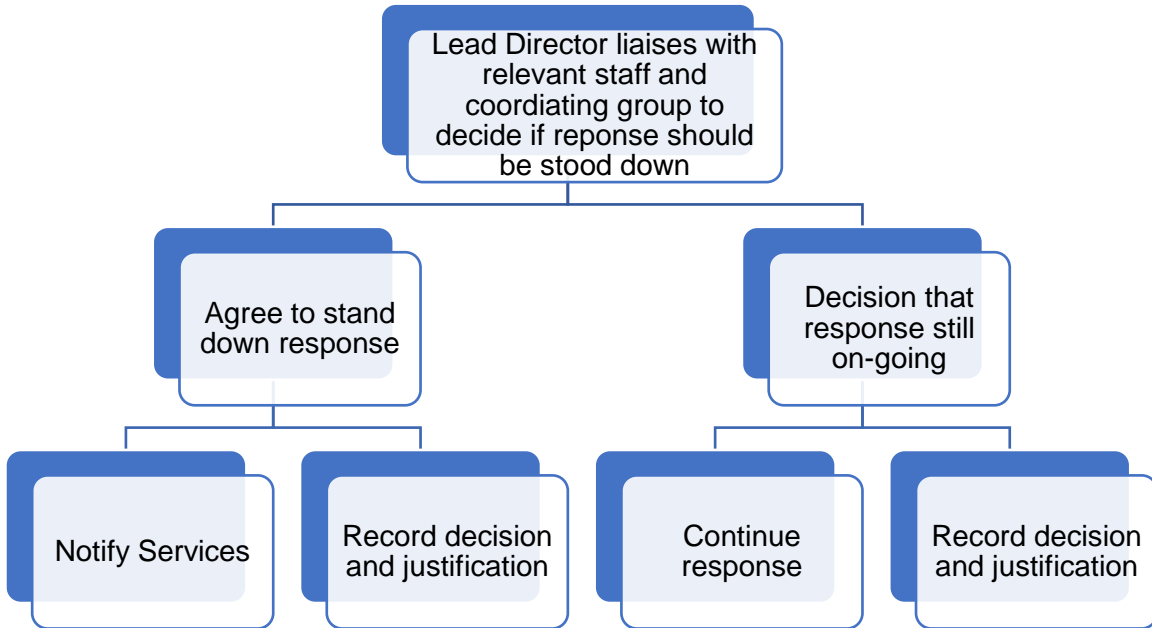 Lead Director liaises with
relevant staff and
coordiating group to
decide if reponse should
be stood down
Agree to stand
down response
Decision that
response still
on-going
Notify Services
Record decision
and justification
Continue
response
Record decision
and justification